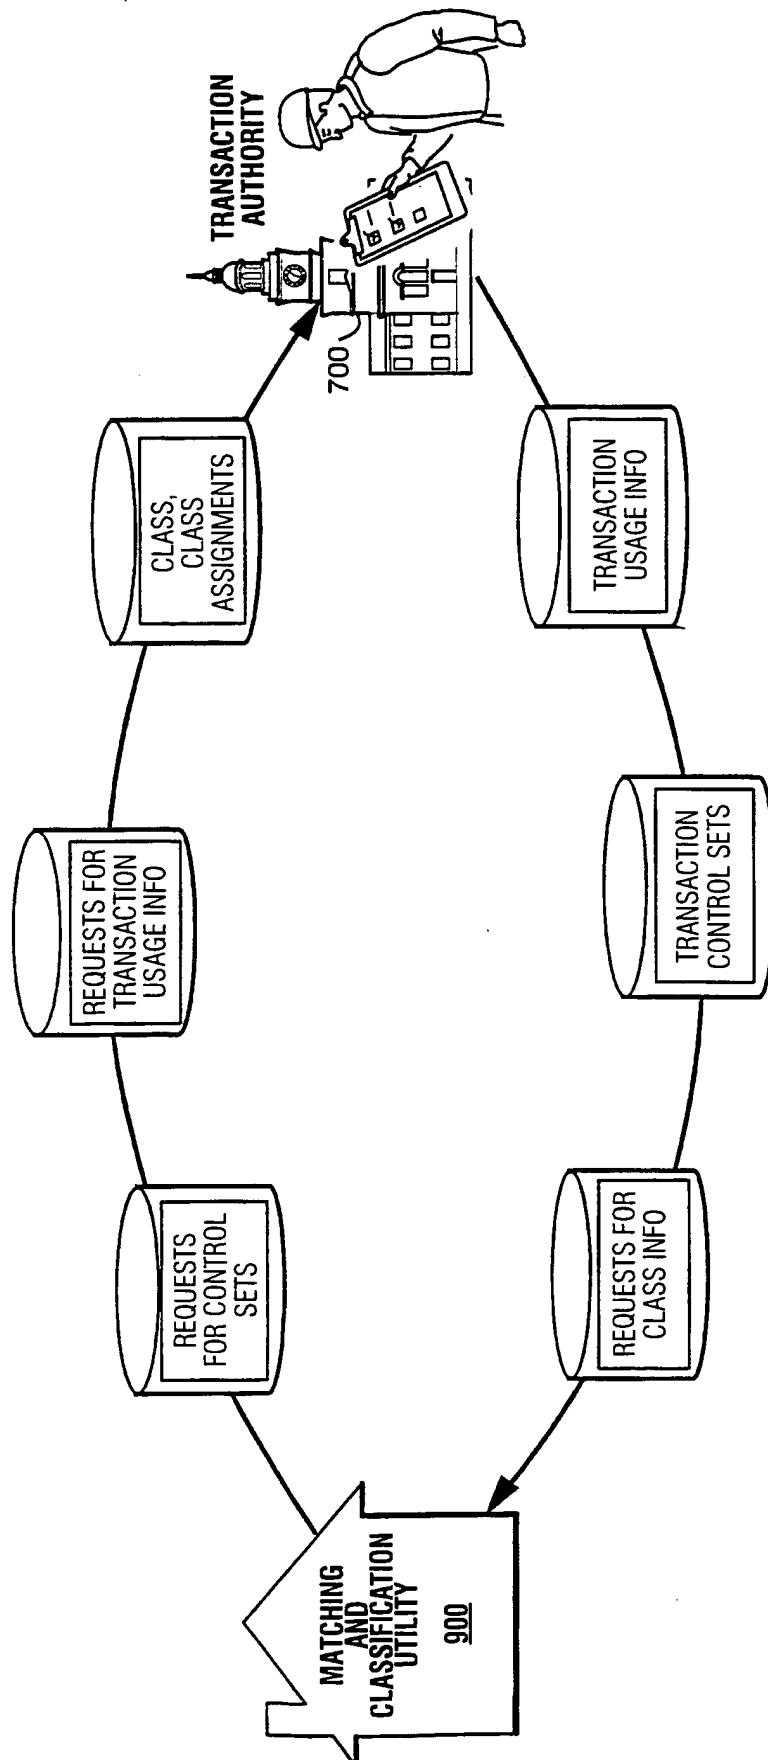 MATCHING
AND
CLASSIFICATION
UTILITY
900
REQUESTS
FOR CONTROL
SETS
REQUESTS FOR
TRANSACTION
USAGE INFO
CLASS,
CLASS
ASSIGNMENTS
TRANSACTION
AUTHORITY
700
REQUESTS FOR
CLASS INFO
TRANSACTION
CONTROL SETS
TRANSACTION
USAGE INFO